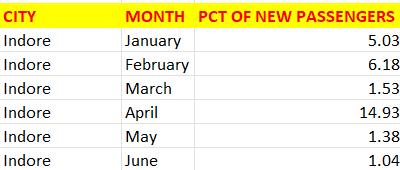 CITY MONTH PCT OF NEW PASSENGERS
Indore January 5.03
Indore February 6.18
Indore March 1.53
Indore April 14.93
Indore May 1.38
Indore June 1.04